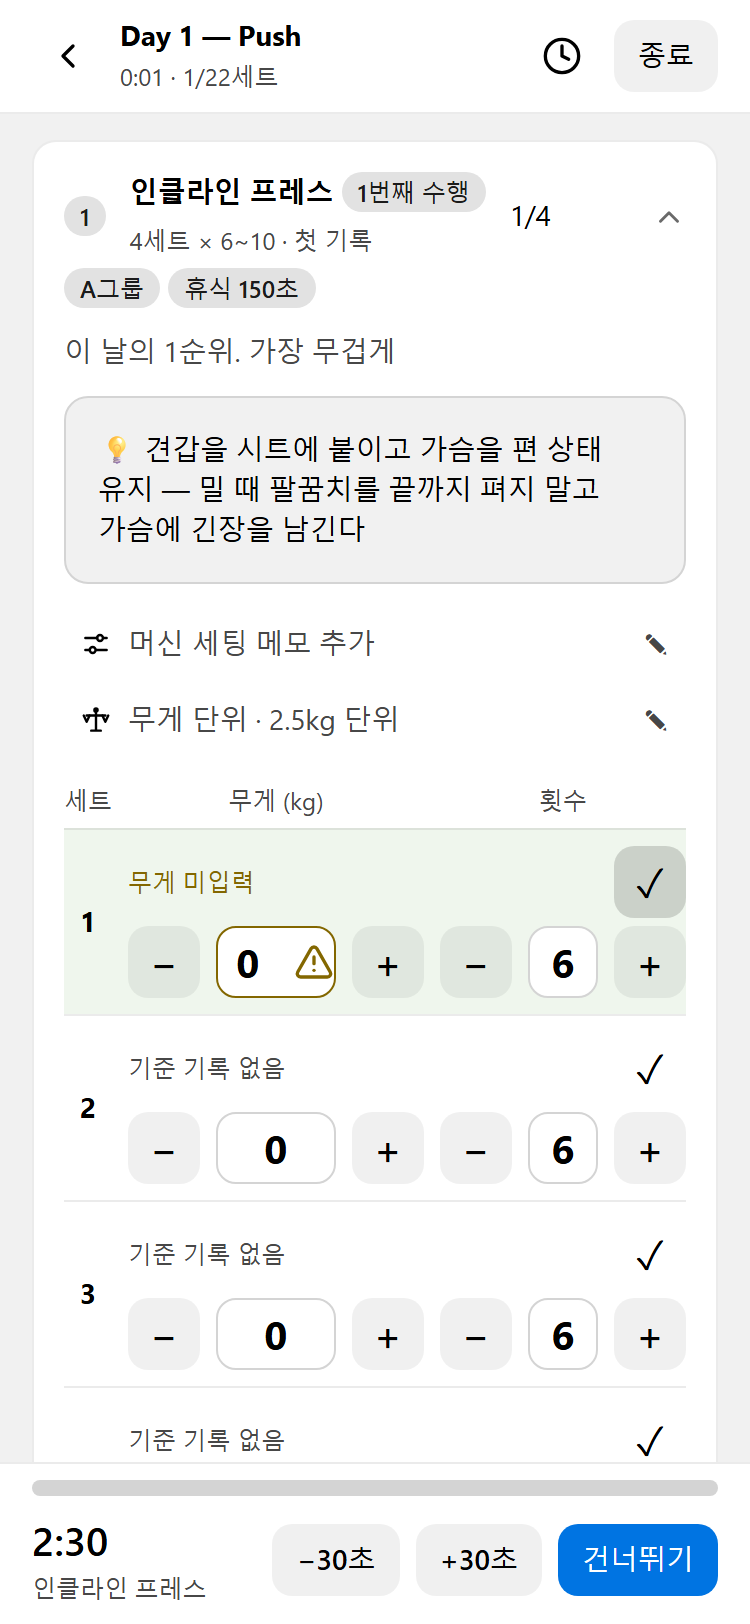 Day 1 — Push
0:01 · 1/22세트
종료
1
인클라인 프레스 1번째 수행
4세트 × 6~10 · 첫 기록
1/4
A그룹 휴식 150초
이 날의 1순위. 가장 무겁게
💡 견갑을 시트에 붙이고 가슴을 편 상태
유지 — 밀 때 팔꿈치를 끝까지 펴지 말고
가슴에 긴장을 남긴다
머신 세팅 메모 추가
무게 단위 · 2.5kg 단위
세트 무게 (kg) 횟수
무게 미입력 ✓
1
− 0 + − 6 +
기준 기록 없음 ✓
2
− 0 + − 6 +
기준 기록 없음 ✓
3
− 0 + − 6 +
기준 기록 없음 ✓
2:30
인클라인 프레스
−30초 +30초 건너뛰기